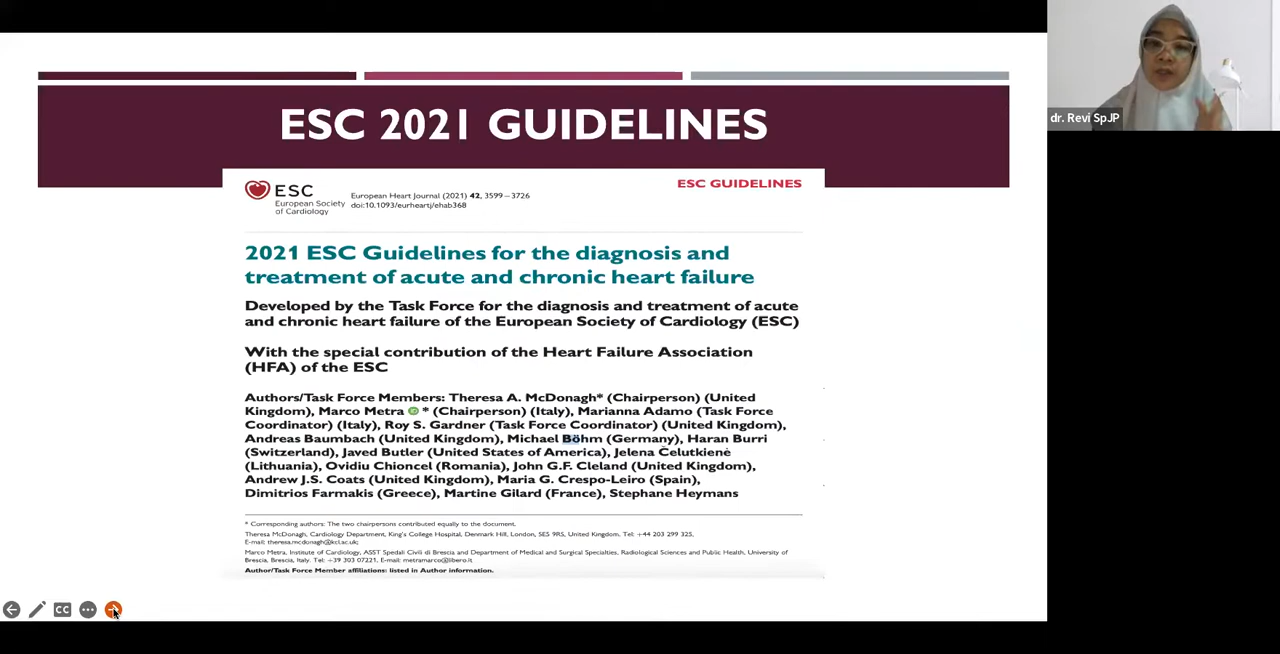 ESC 2021 GUIDELINES
ESC
European Society
of Cardiology
European Heart Journal (2021) 42, 3599–3726
doi:10.1093/eurheartj/ehab368
ESC GUIDELINES
2021 ESC Guidelines for the diagnosis and
treatment of acute and chronic heart failure
Developed by the Task Force for the diagnosis and treatment of acute
and chronic heart failure of the European Society of Cardiology (ESC)
With the special contribution of the Heart Failure Association
(HFA) of the ESC
Authors/Task Force Members: Theresa A. McDonagh* (Chairperson) (United
Kingdom), Marco Metra iD * (Chairperson) (Italy), Marianna Adamo (Task Force
Coordinator) (Italy), Roy S. Gardner (Task Force Coordinator) (United Kingdom),
Andreas Baumbach (United Kingdom), Michael Böhm (Germany), Haran Burri
(Switzerland), Javed Butler (United States of America), Jelena Čelutkienė
(Lithuania), Ovidiu Chioncel (Romania), John G.F. Cleland (United Kingdom),
Andrew J.S. Coats (United Kingdom), Maria G. Crespo-Leiro (Spain),
Dimitrios Farmakis (Greece), Martine Gilard (France), Stephane Heymans
* Corresponding authors: The two chairpersons contributed equally to the document.
Theresa McDonagh, Cardiology Department, King's College Hospital, Denmark Hill, London, SE5 9RS, United Kingdom. Tel: +44 203 299 325,
E-mail: theresa.mcdonagh@kcl.ac.uk;
Marco Metra, Institute of Cardiology, ASST Spedali Civili di Brescia and Department of Medical and Surgical Specialties, Radiological Sciences and Public Health, University of
Brescia, Brescia, Italy. Tel: +39 303 07221, E-mail: metramarco@libero.it
Author/Task Force Member affiliations: listed in Author information.
dr. Revi SpJP
CC